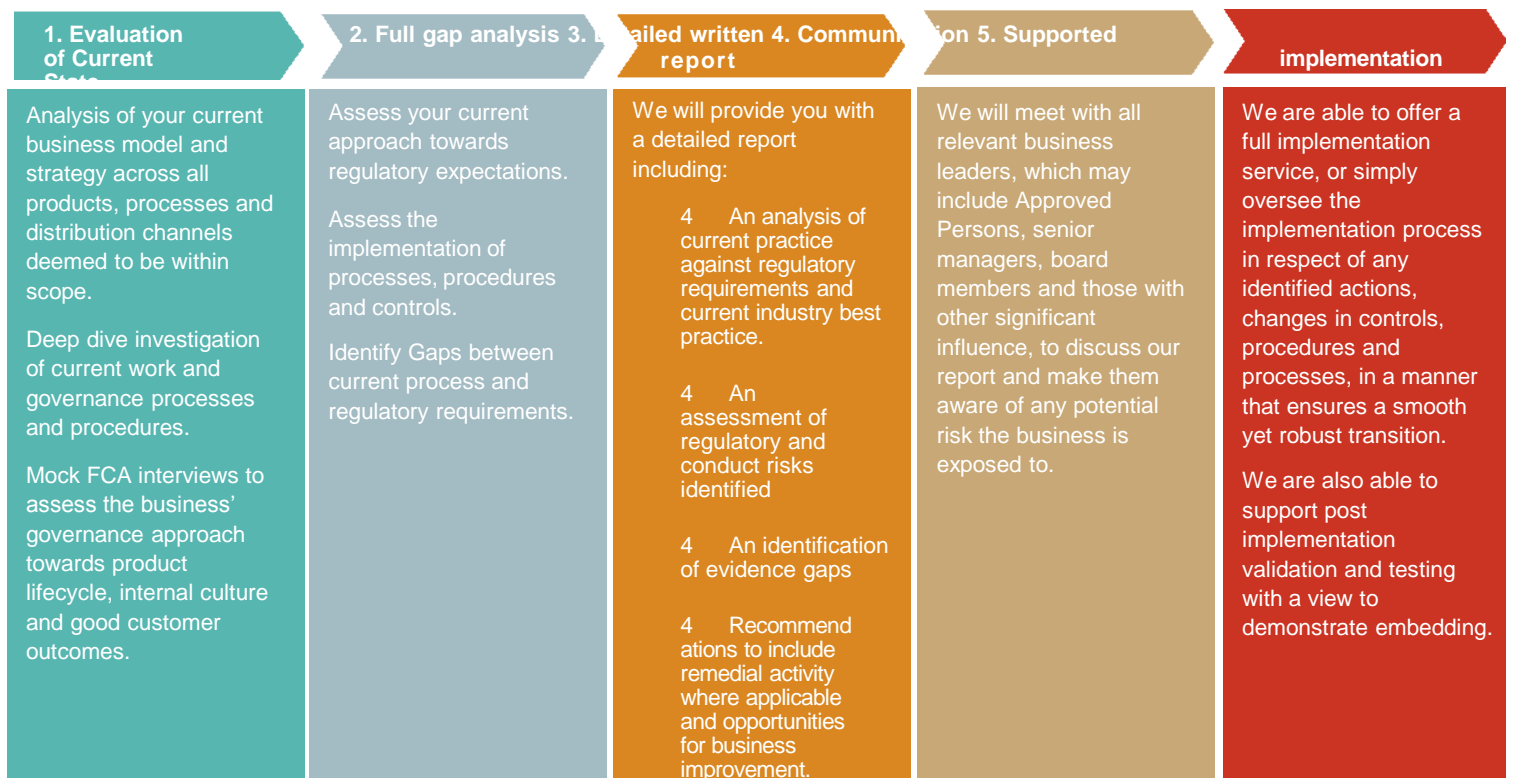 1. Evaluation
of Current
State
2. Full gap analysis 3. ailed written 4. Commun ion 5. Supported
report
implementation
Analysis of your current
business model and
strategy across all
products, processes and
distribution channels
deemed to be within
scope.
Deep dive investigation
of current work and
governance processes
and procedures.
Mock FCA interviews to
assess the business’
governance approach
towards product
lifecycle, internal culture
and good customer
outcomes.
Assess your current
approach towards
regulatory expectations.
Assess the
implementation of
processes, procedures
and controls.
Identify Gaps between
current process and
regulatory requirements.
We will provide you with
a detailed report
including:
4 An analysis of
current practice
against regulatory
requirements and
current industry best
practice.
4 An
assessment of
regulatory and
conduct risks
identified
4 An identification
of evidence gaps
4 Recommend
ations to include
remedial activity
where applicable
and opportunities
for business
improvement.
We will meet with all
relevant business
leaders, which may
include Approved
Persons, senior
managers, board
members and those with
other significant
influence, to discuss our
report and make them
aware of any potential
risk the business is
exposed to.
We are able to offer a
full implementation
service, or simply
oversee the
implementation process
in respect of any
identified actions,
changes in controls,
procedures and
processes, in a manner
that ensures a smooth
yet robust transition.
We are also able to
support post
implementation
validation and testing
with a view to
demonstrate embedding.